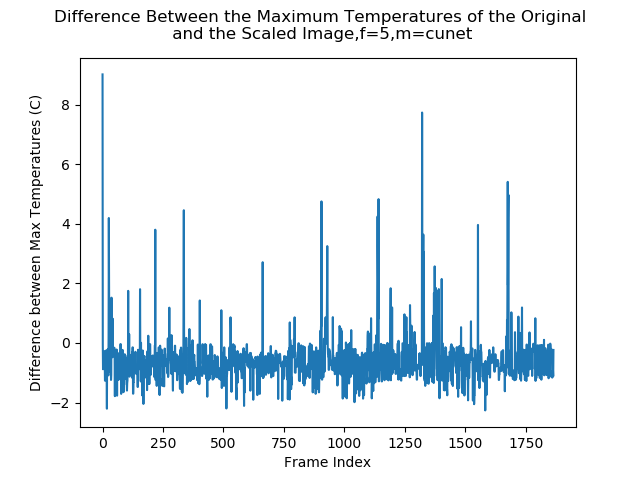 Difference Between the Maximum Temperatures of the Original
and the Scaled Image,f=5,m=cunet
Difference between Max Temperatures (C)
8
6
4
2
0
−2
0 250 500 750 1000 1250 1500 1750
Frame Index